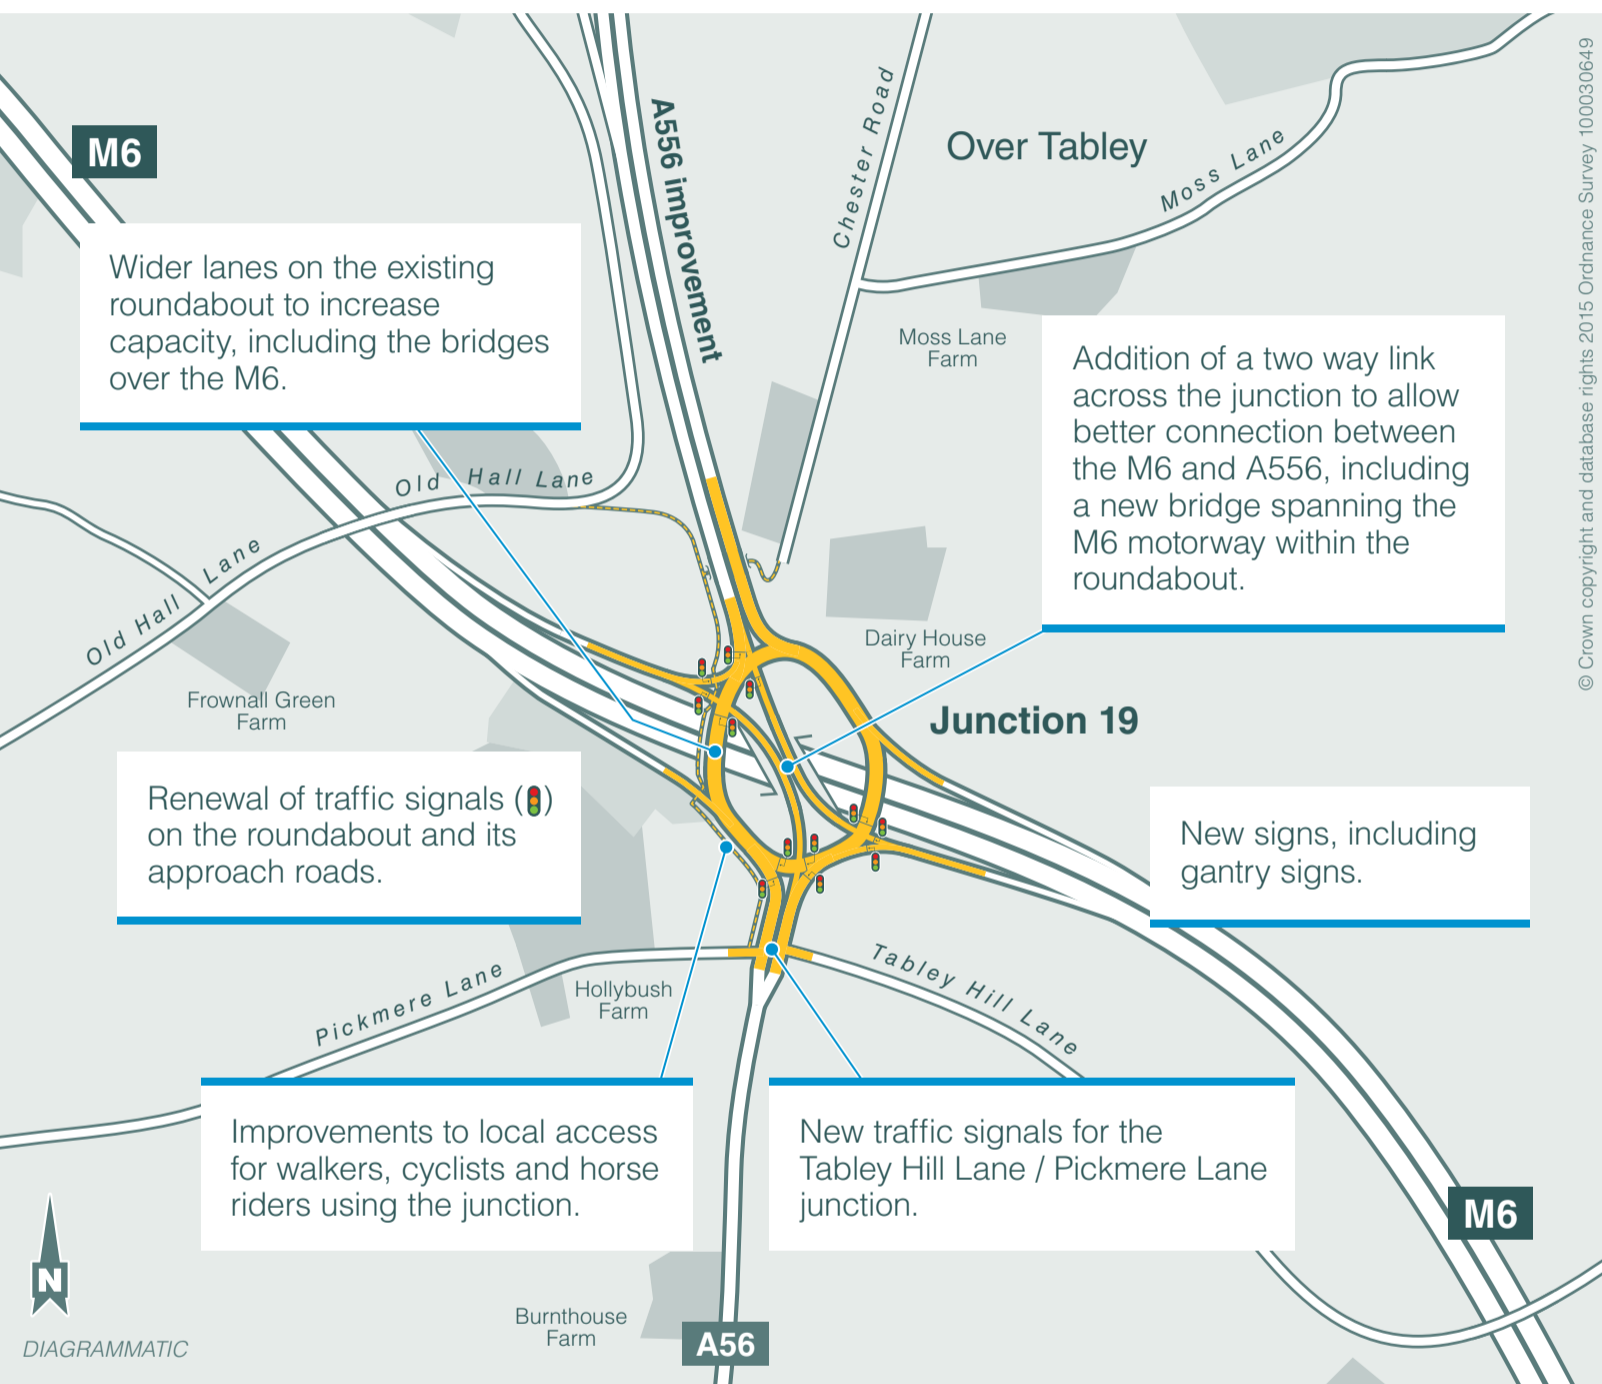 M6
A556 improvement
Chester Road
Over Tabley
Moss Lane
© Crown copyright and database rights 2015 Ordnance Survey 100030649
Wider lanes on the existing
roundabout to increase
capacity, including the bridges
over the M6.
Moss Lane
Farm
Addition of a two way link
across the junction to allow
better connection between
the M6 and A556, including
a new bridge spanning the
M6 motorway within the
roundabout.
Old Hall Lane
Old Hall Lane
Dairy House
Farm
Frownall Green
Farm
Junction 19
Renewal of traffic signals ( )
on the roundabout and its
approach roads.
New signs, including
gantry signs.
Pickmere Lane
Hollybush
Farm
Tabley Hill Lane
Improvements to local access
for walkers, cyclists and horse
riders using the junction.
New traffic signals for the
Tabley Hill Lane / Pickmere Lane
junction.
M6
N
DIAGRAMMATIC
Burnthouse
Farm
A56